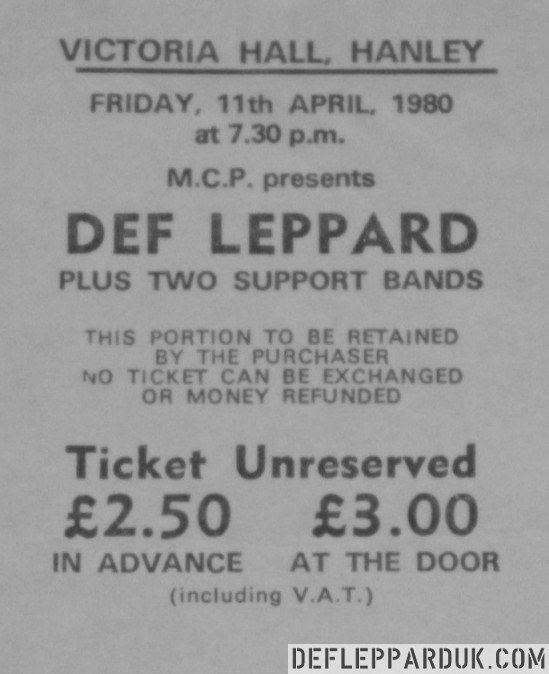 VICTORIA HALL, HANLEY
FRIDAY, 11th APRIL, 1980
at 7.30 p.m.
M.C.P. presents
DEF LEPPARD
PLUS TWO SUPPORT BANDS
THIS PORTION TO BE RETAINED
BY THE PURCHASER
NO TICKET CAN BE EXCHANGED
OR MONEY REFUNDED
Ticket Unreserved
£2.50 £3.00
IN ADVANCE AT THE DOOR
(including V.A.T.)
DEFLEPPARDUK.COM